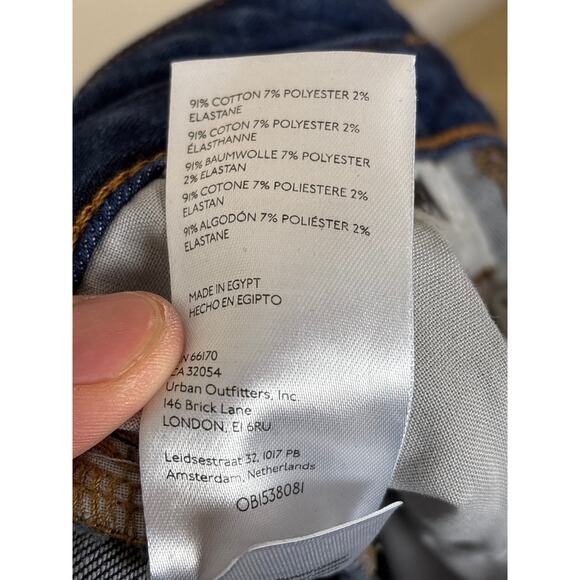 91% COTTON 7% POLYESTER 2%
ELASTANE
91% COTON 7% POLYESTER 2%
ÉLASTHANNE
91% BAUMWOLLE 7% POLYESTER
2% ELASTAN
91% COTONE 7% POLIESTERE 2%
ELASTAN
91% ALGODÓN 7% POLIÉSTER 2%
ELASTANE
MADE IN EGYPT
HECHO EN EGIPTO
66170
CA 32054
Urban Outfitters, Inc.
146 Brick Lane
LONDON, E1 6RU
Leidsestraat 32, 1017 PB
Amsterdam, Netherlands
OB1538081